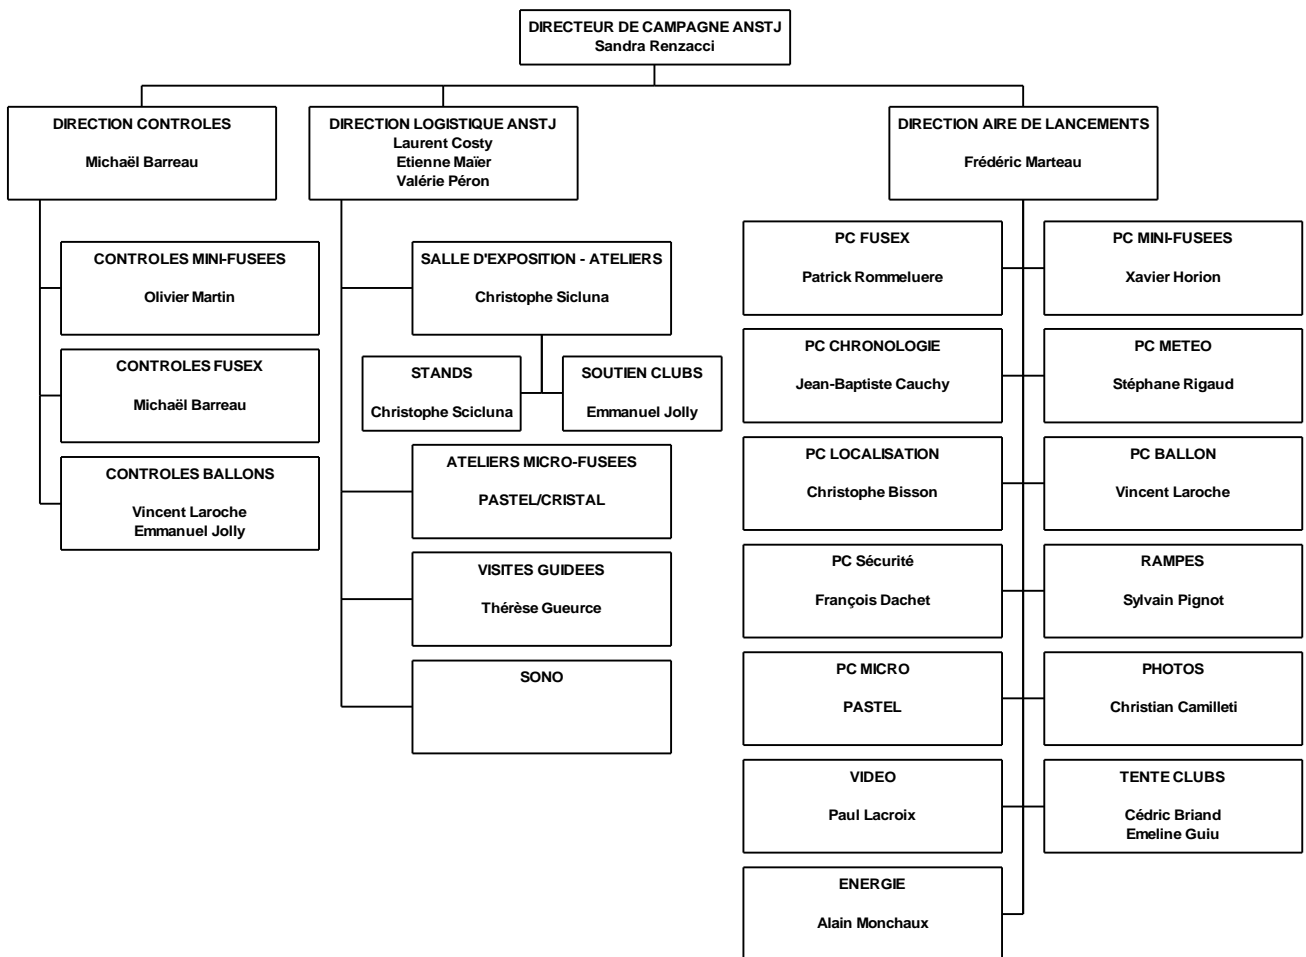 DIRECTEUR DE CAMPAGNE ANSTJ
Sandra Renzacci
DIRECTION CONTROLES
Michaël Barreau
CONTROLES MINI-FUSEES
Olivier Martin
CONTROLES FUSEX
Michaël Barreau
CONTROLES BALLONS
Vincent Laroche
Emmanuel Jolly
DIRECTION LOGISTIQUE ANSTJ
Laurent Costy
Etienne Maïer
Valérie Péron
SALLE D'EXPOSITION - ATELIERS
Christophe Sicluna
STANDS
Christophe Scicluna
SOUTIEN CLUBS
Emmanuel Jolly
ATELIERS MICRO-FUSEES
PASTEL/CRISTAL
VISITES GUIDEES
Thérèse Gueurce
SONO
DIRECTION AIRE DE LANCEMENTS
Frédéric Marteau
PC FUSEX
Patrick Rommeluere
PC MINI-FUSEES
Xavier Horion
PC CHRONOLOGIE
Jean-Baptiste Cauchy
PC METEO
Stéphane Rigaud
PC LOCALISATION
Christophe Bisson
PC BALLON
Vincent Laroche
PC Sécurité
François Dachet
RAMPES
Sylvain Pignot
PC MICRO
PASTEL
PHOTOS
Christian Camilleti
VIDEO
Paul Lacroix
TENTE CLUBS
Cédric Briand
Emeline Guiu
ENERGIE
Alain Monchaux